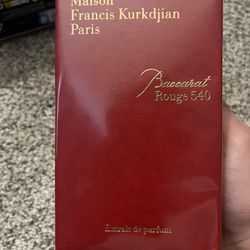 Maison
Francis Kurkdjian
Paris
Baccarat
Rouge 540
Extrait de parfum